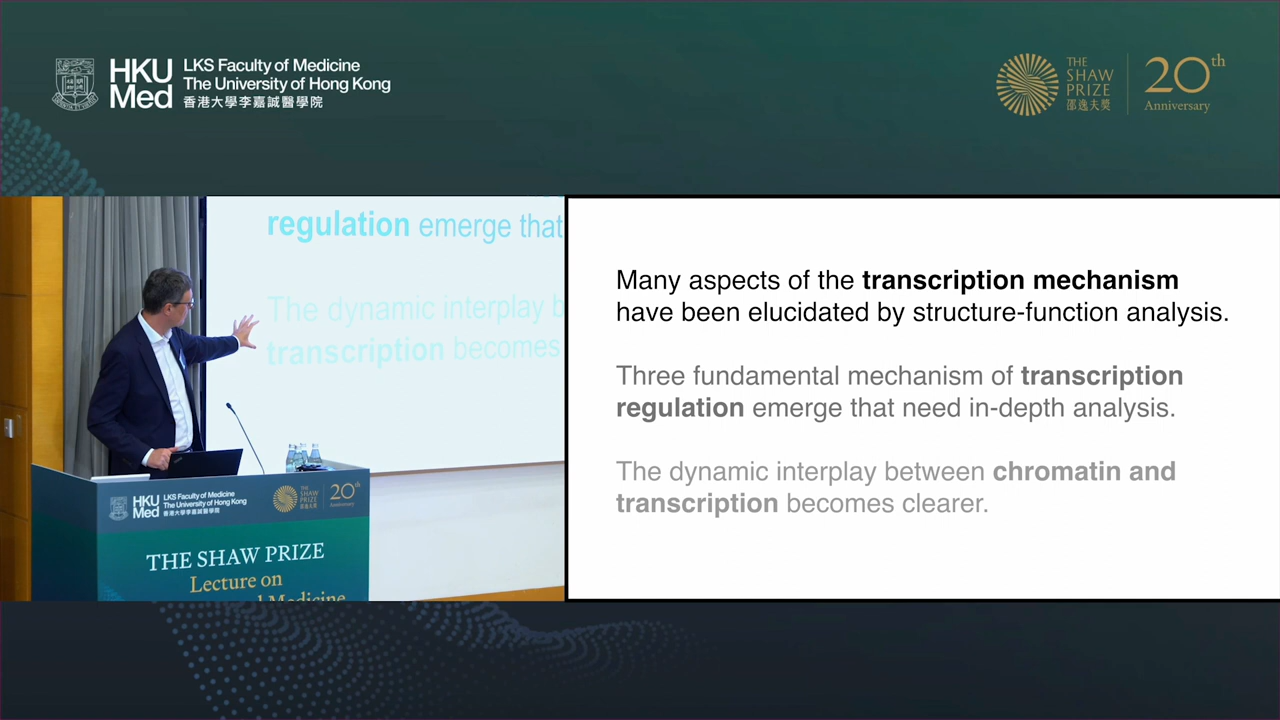 HKU
Med
LKS Faculty of Medicine
The University of Hong Kong
香港大學李嘉誠醫學院
THE
SHAW
PRIZE
邵逸夫獎
20th
Anniversary
regulation emerge that
The dynamic interplay b
transcription becomes
Many aspects of the transcription mechanism
have been elucidated by structure-function analysis.
Three fundamental mechanism of transcription
regulation emerge that need in-depth analysis.
The dynamic interplay between chromatin and
transcription becomes clearer.
HKU
Med
LKS Faculty of Medicine
The University of Hong Kong
香港大學李嘉誠醫學院
THE
SHAW
PRIZE
20th
Anniversary
THE SHAW PRIZE
Lecture on
Medicine